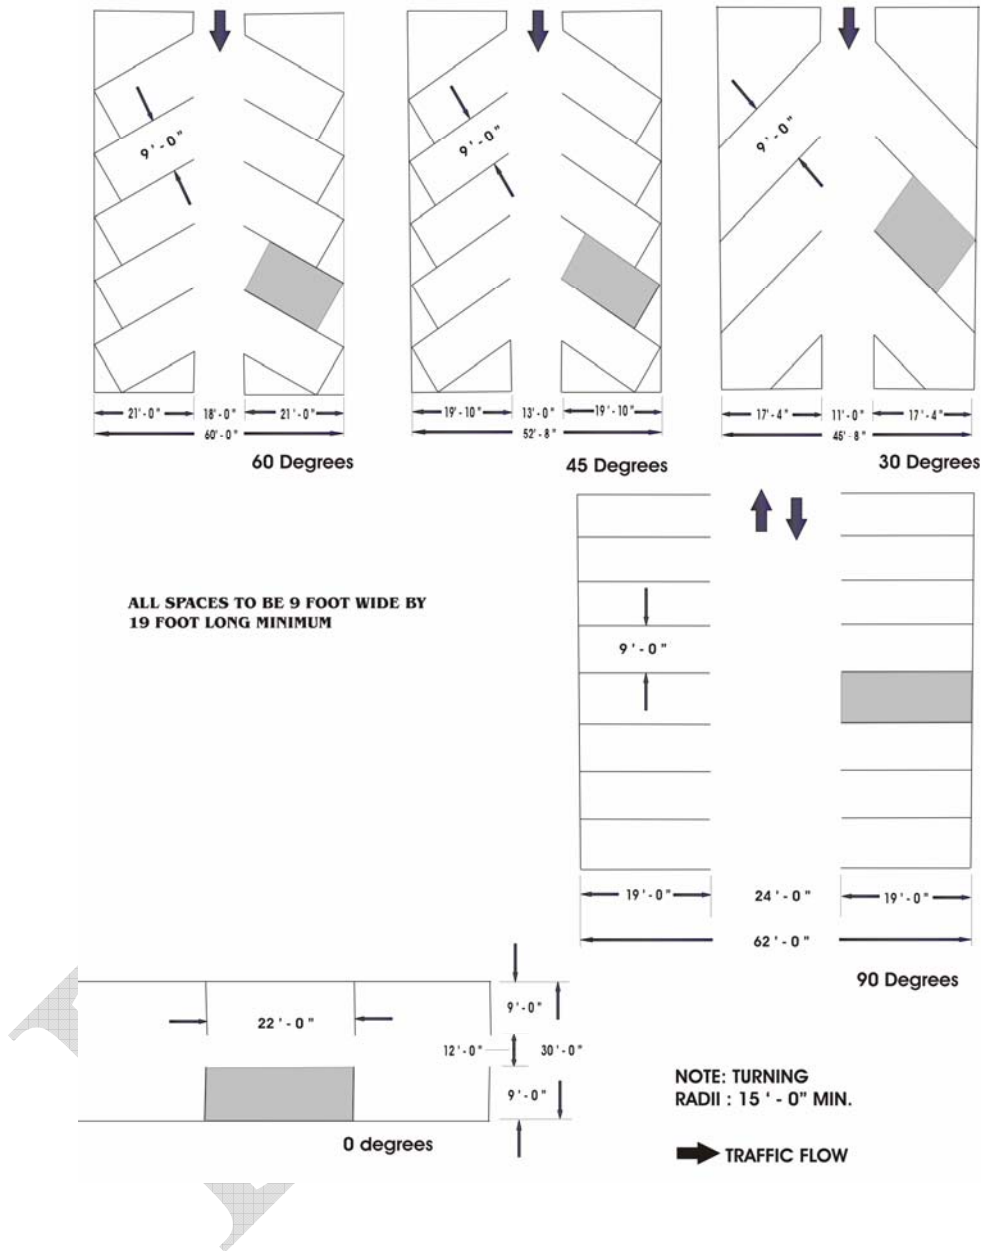 9 ' - 0 "
9 ' - 0 "
9 ' - 0 "
21' - 0 " 18' - 0 " 21' - 0 "
60' - 0 "
60 Degrees
19' - 10 " 13' - 0 " 19' - 10 "
52' - 8 "
45 Degrees
17' - 4 " 11' - 0 " 17' - 4 "
45' - 8 "
30 Degrees
ALL SPACES TO BE 9 FOOT WIDE BY
19 FOOT LONG MINIMUM
9 ' - 0 "
19 ' - 0 " 24 ' - 0 " 19 ' - 0 "
62 ' - 0 "
90 Degrees
22 ' - 0 "
9 ' - 0 "
12 ' - 0 " 30 ' - 0 "
9 ' - 0 "
0 degrees
NOTE: TURNING
RADII : 15 ' - 0" MIN.
TRAFFIC FLOW